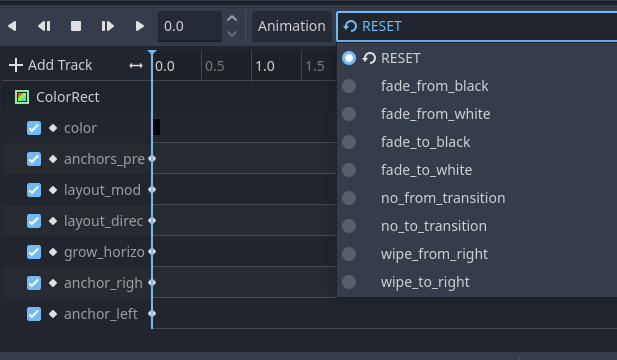 0.0 Animation RESET
Add Track 0.0 0.5 1.0 1.5
RESET
fade_from_black
fade_from_white
fade_to_black
fade_to_white
no_from_transition
no_to_transition
wipe_from_right
wipe_to_right
ColorRect
color
anchors_pre
layout_mod
layout_direc
grow_horizo
anchor_righ
anchor_left